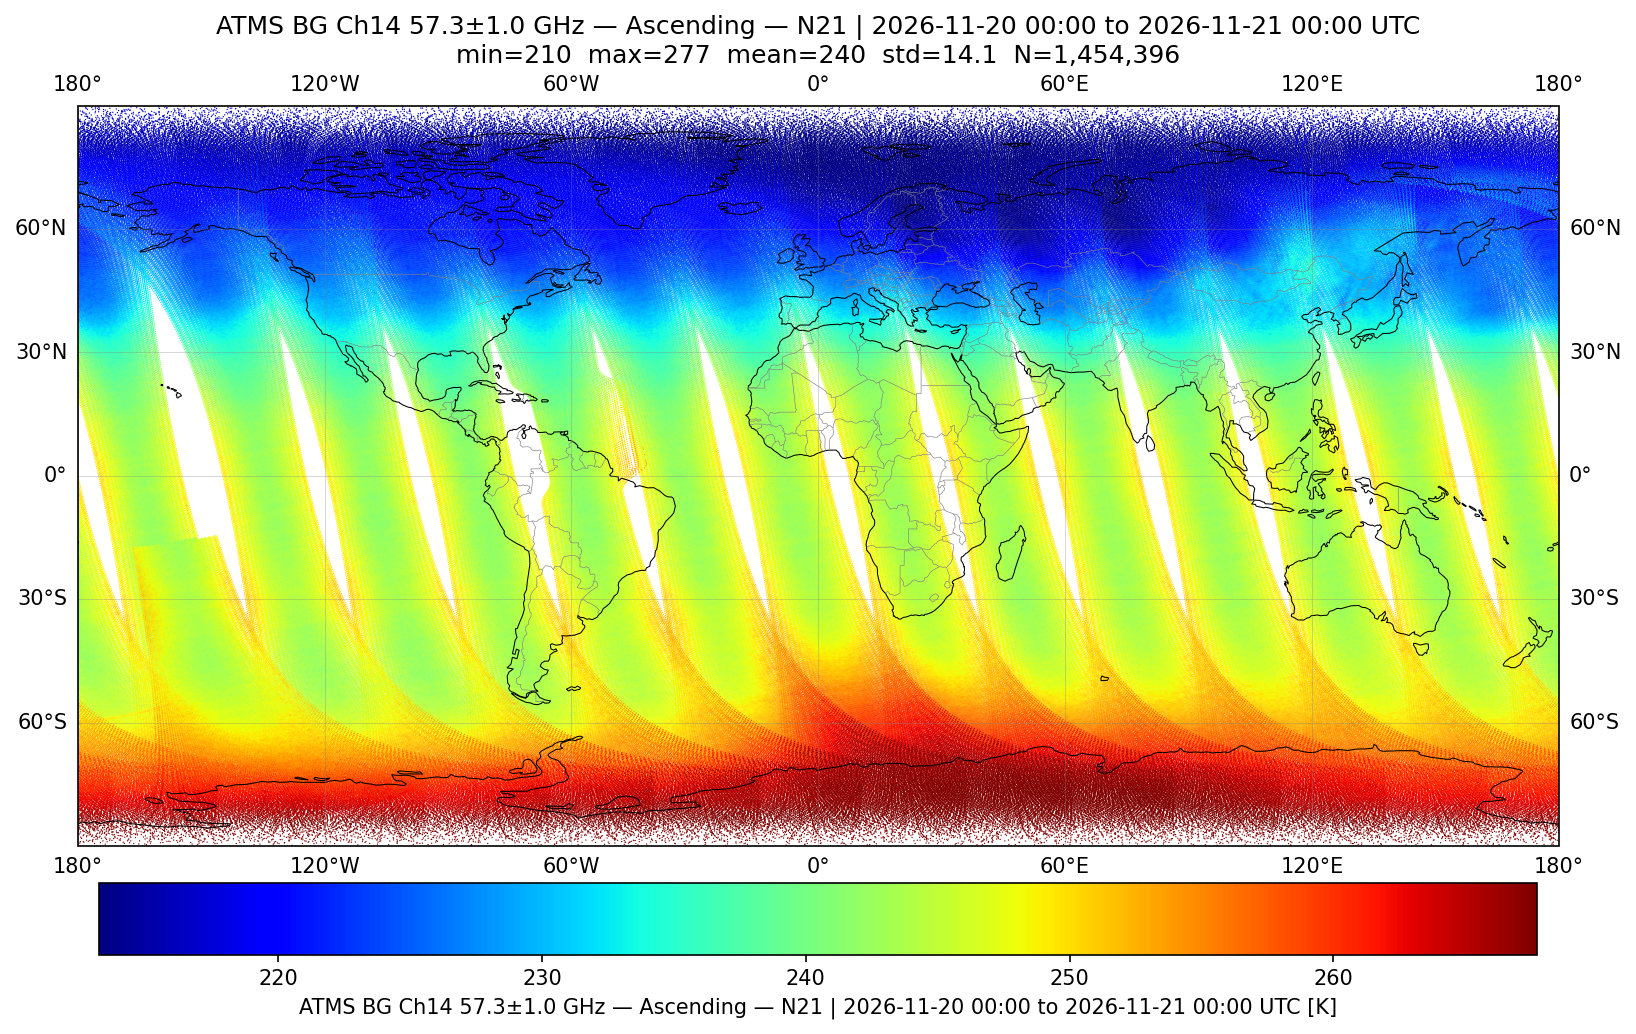 ATMS BG Ch14 57.3±1.0 GHz — Ascending — N21 | 2026-11-20 00:00 to 2026-11-21 00:00 UTC
min=210 max=277 mean=240 std=14.1 N=1,454,396
180° 120°W 60°W 0° 60°E 120°E 180°
60°N 60°N
30°N 30°N
0° 0°
30°S 30°S
60°S 60°S
180° 120°W 60°W 0° 60°E 120°E 180°
220 230 240 250 260
ATMS BG Ch14 57.3±1.0 GHz — Ascending — N21 | 2026-11-20 00:00 to 2026-11-21 00:00 UTC [K]